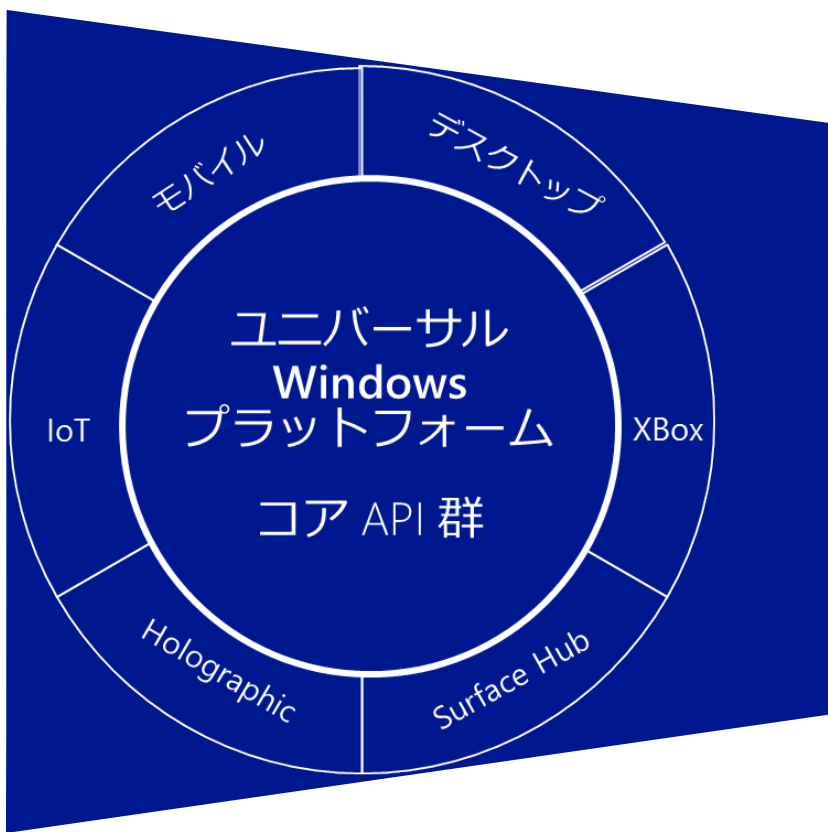 モバイル
デスクトップ
ユニバーサル
Windows
プラットフォーム
IoT
XBox
コア API 群
Holographic
Surface Hub